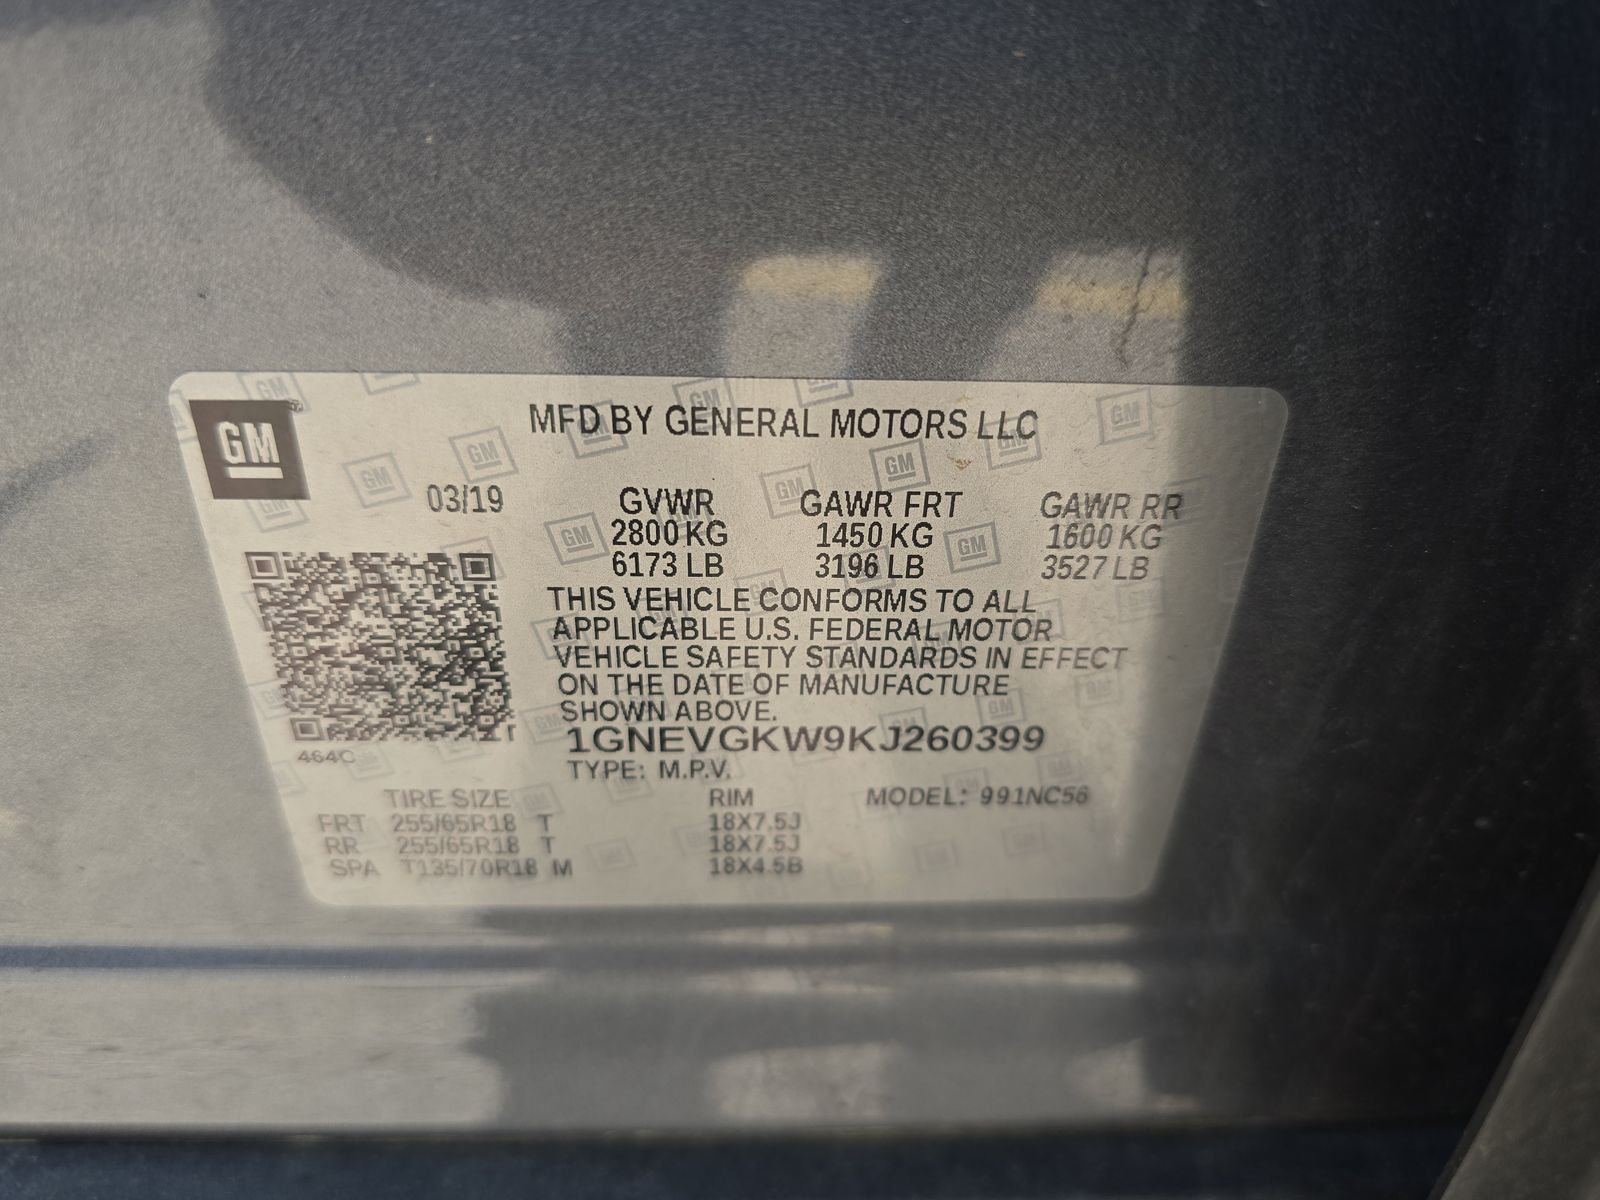 GM
MFD BY GENERAL MOTORS LLC
03/19 GVWR GAWR FRT GAWR RR
2800 KG 1450 KG 1600 KG
6173 LB 3196 LB 3527 LB
THIS VEHICLE CONFORMS TO ALL
APPLICABLE U.S. FEDERAL MOTOR
VEHICLE SAFETY STANDARDS IN EFFECT
ON THE DATE OF MANUFACTURE
SHOWN ABOVE.
1GNEVGKW9KJ260399
464C
TYPE: M.P.V.
TIRE SIZE RIM MODEL: 991NC56
FRT 255/65R18 T 18X7.5J
RR 255/65R18 T 18X7.5J
SPA T135/70R18 M 18X4.5B